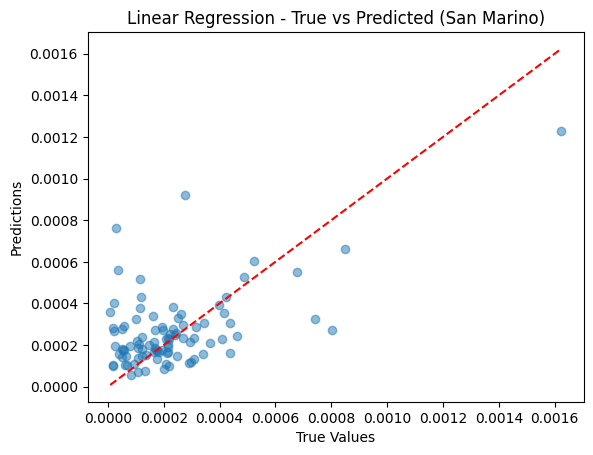 Linear Regression - True vs Predicted (San Marino)
0.0016
0.0014
0.0012
0.0010
0.0008
0.0006
0.0004
0.0002
0.0000
Predictions
0.0000 0.0002 0.0004 0.0006 0.0008 0.0010 0.0012 0.0014 0.0016
True Values